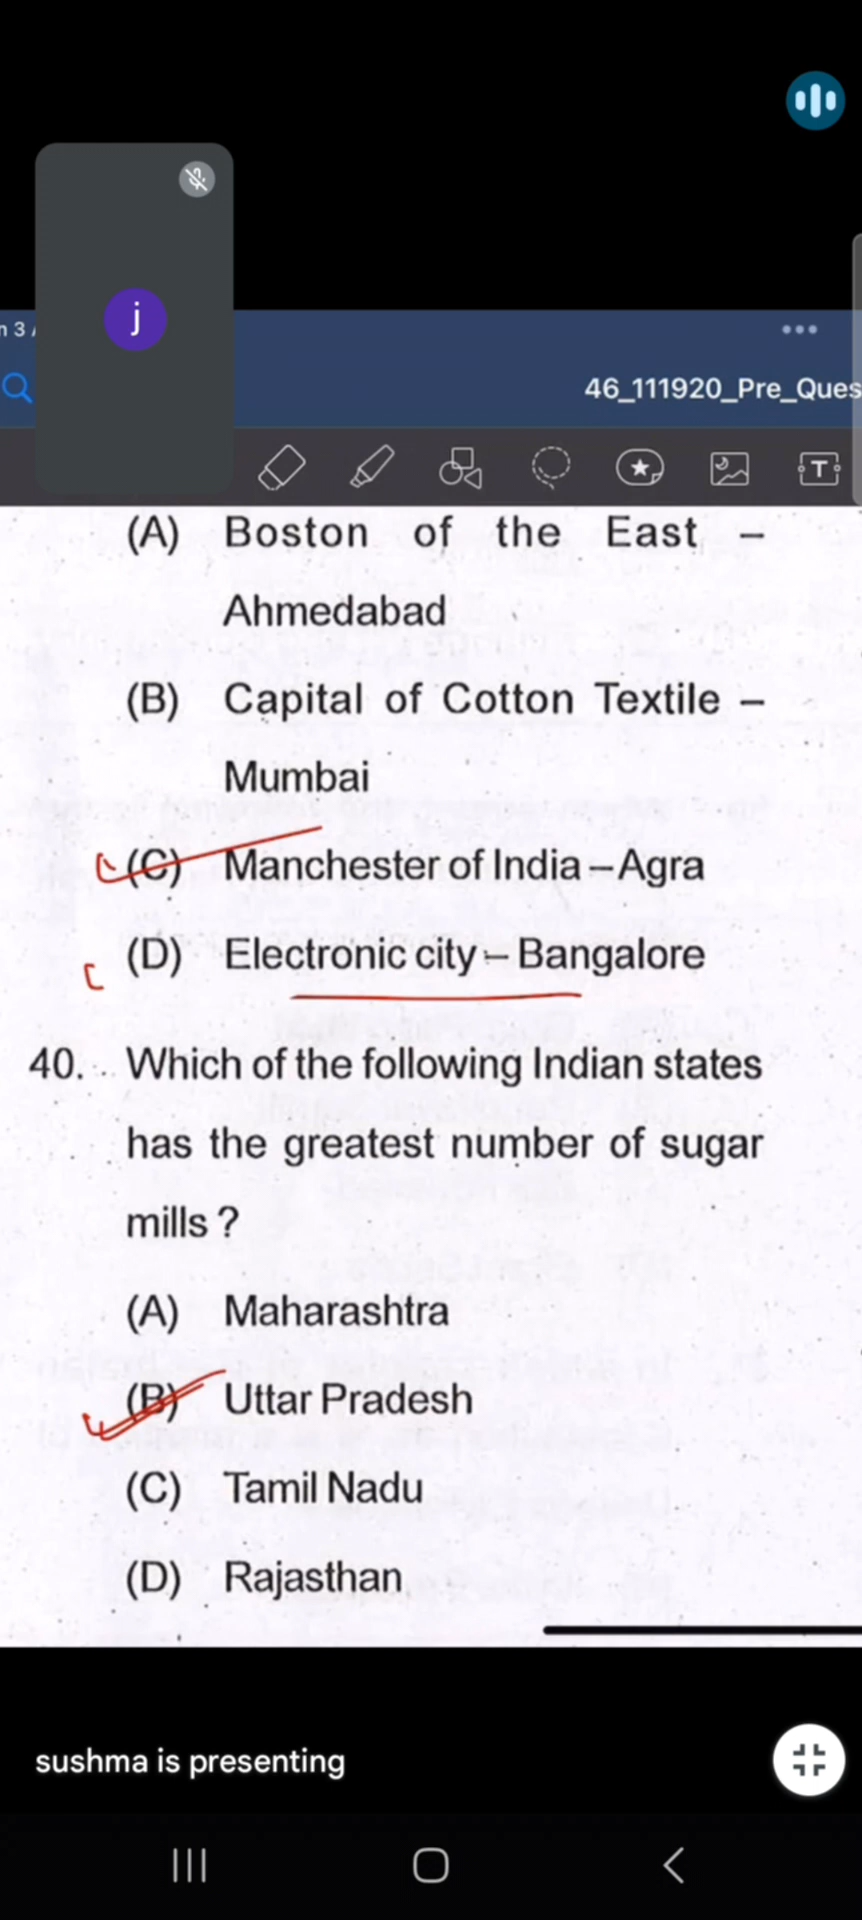 j
n 3
46_111920_Pre_Ques
T
(A) Boston of the East –
Ahmedabad
(B) Capital of Cotton Textile –
Mumbai
(C) Manchester of India – Agra
(D) Electronic city – Bangalore
40. Which of the following Indian states
has the greatest number of sugar
mills ?
(A) Maharashtra
(B) Uttar Pradesh
(C) Tamil Nadu
(D) Rajasthan
sushma is presenting